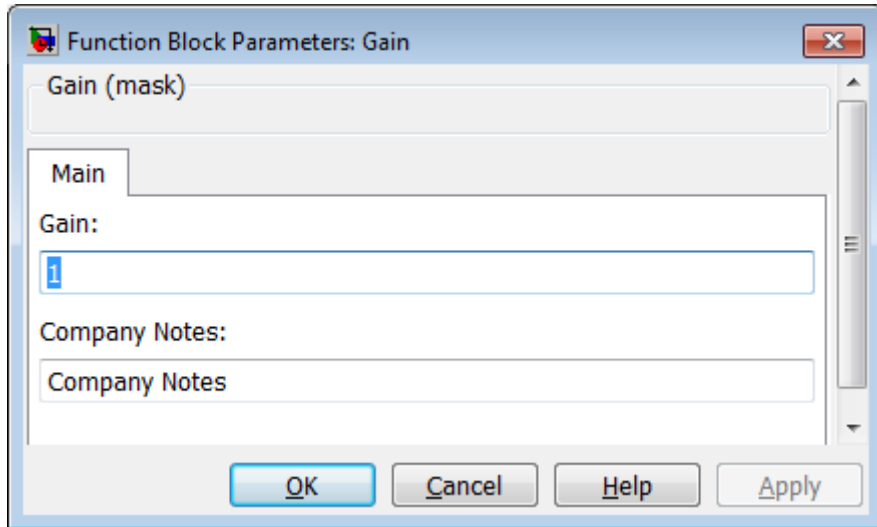 Function Block Parameters: Gain
Gain (mask)
Main
Gain:
1
Company Notes:
Company Notes
OK Cancel Help Apply